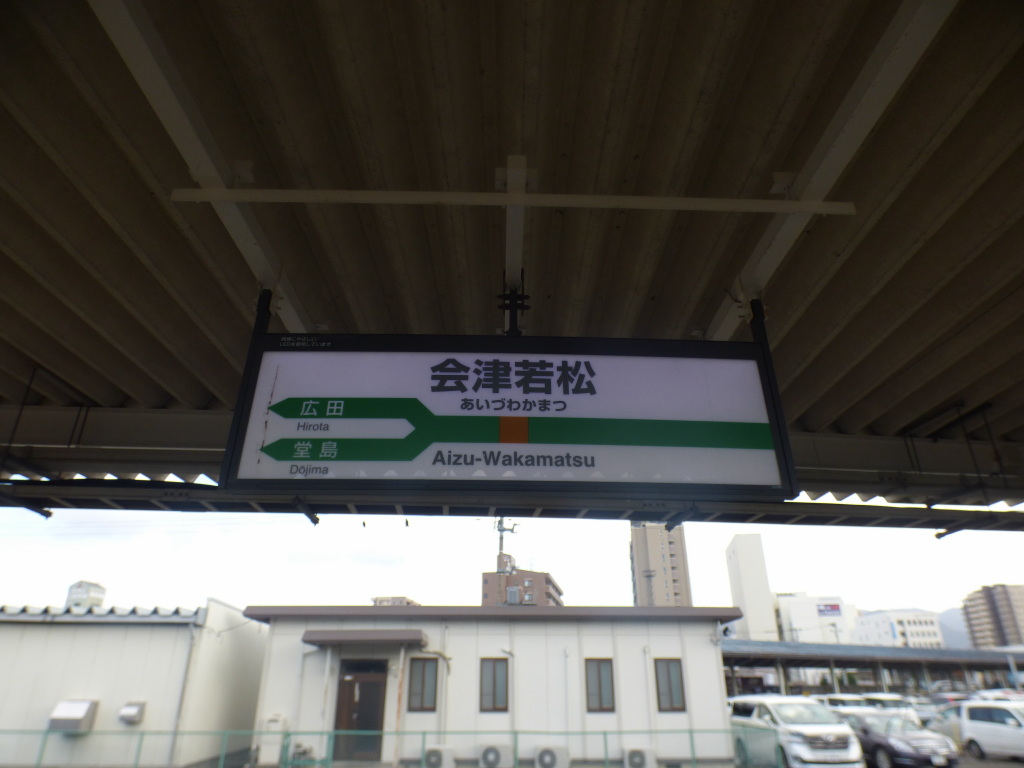 会津若松
あいづわかまつ
広田
Hirota
堂島
Dōjima
Aizu-Wakamatsu